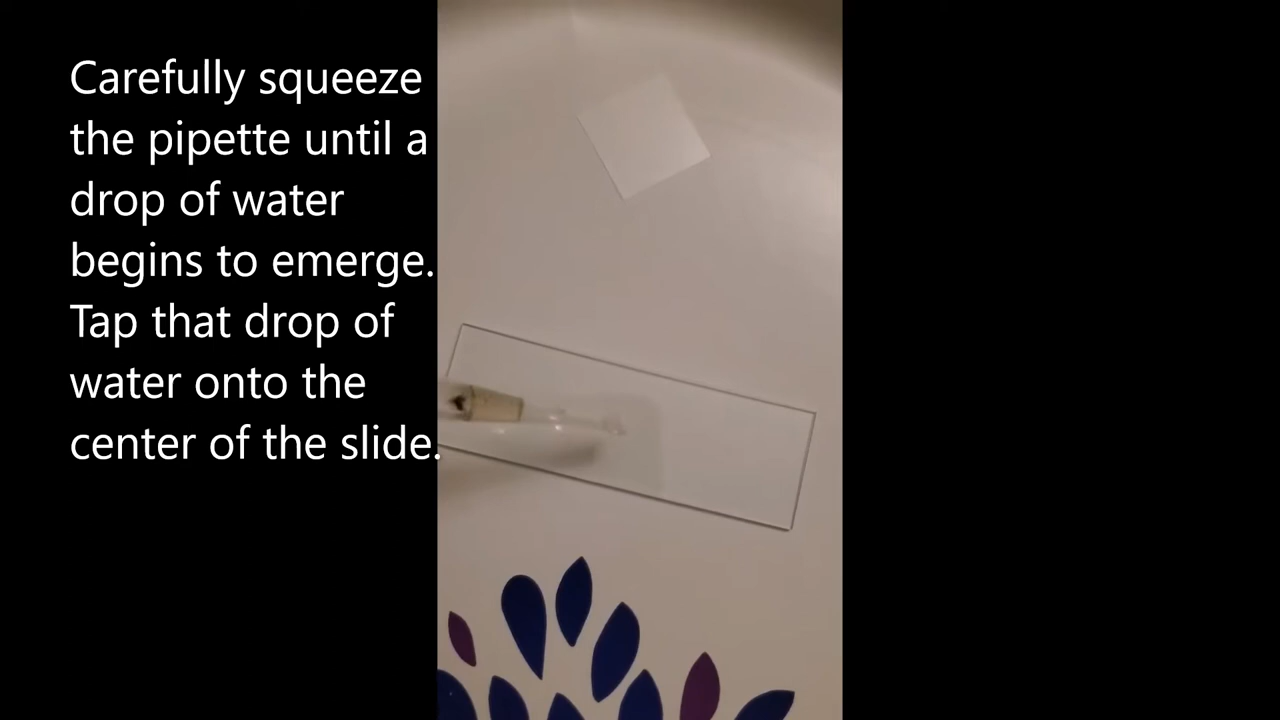 Carefully squeeze
the pipette until a
drop of water
begins to emerge.
Tap that drop of
water onto the
center of the slide.